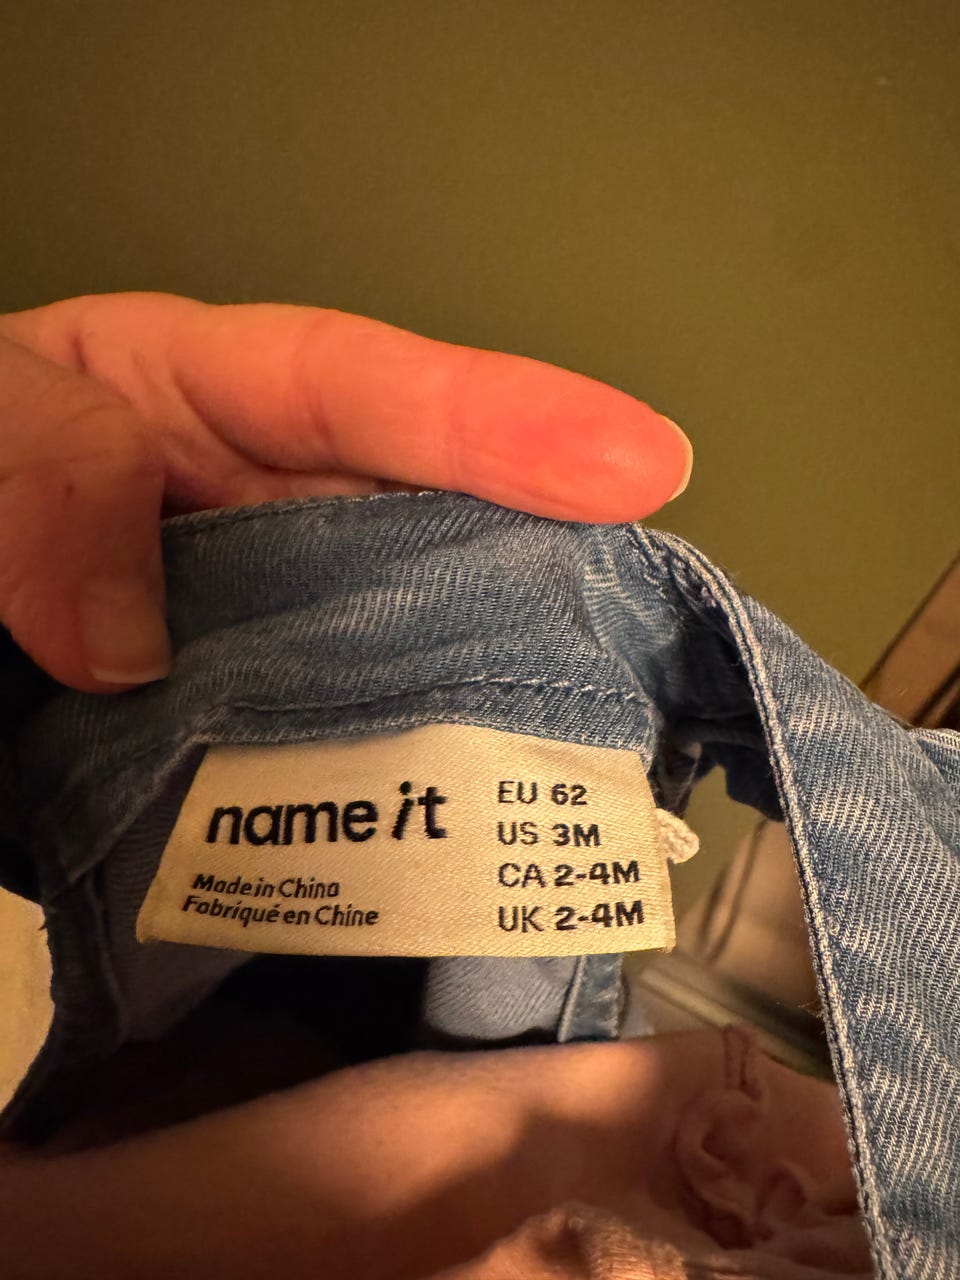 name it
Made in China
Fabriqué en Chine
EU 62
US 3M
CA 2-4M
UK 2-4M